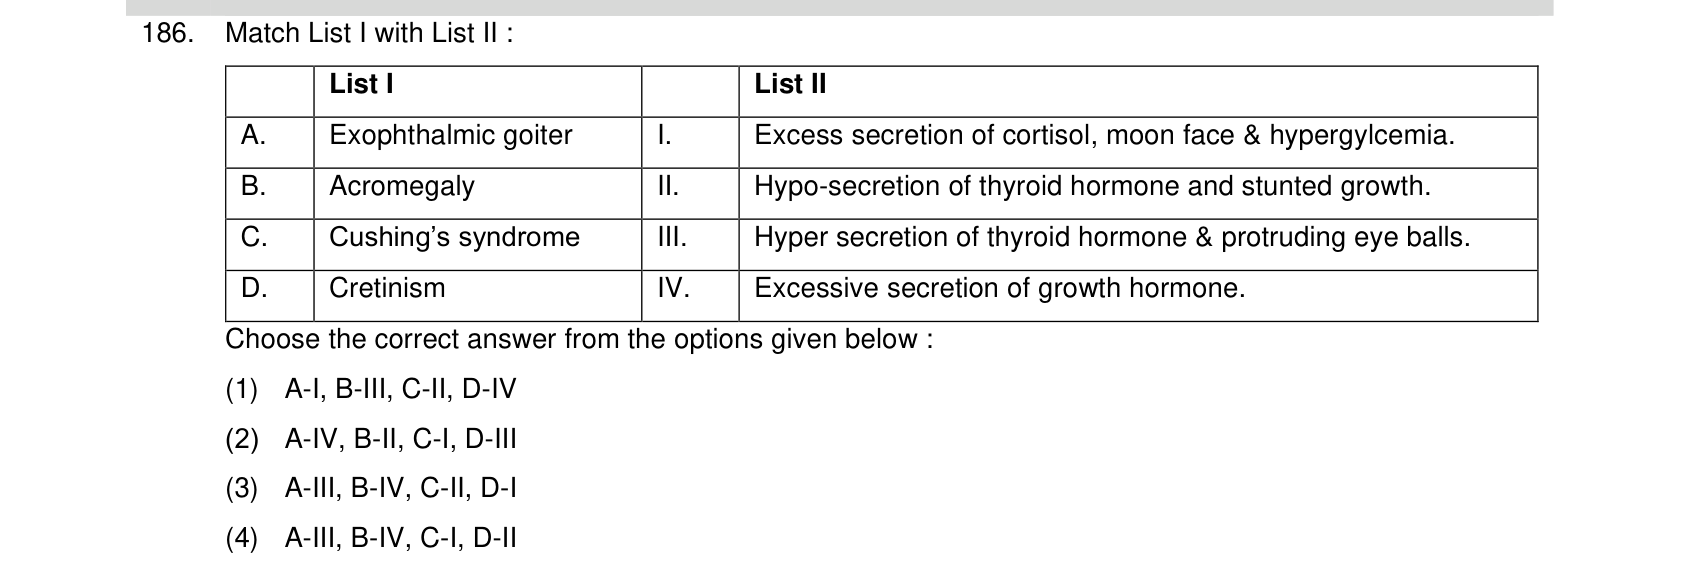 186. Match List I with List II :
List I List II
A. Exophthalmic goiter I. Excess secretion of cortisol, moon face & hypergylcemia.
B. Acromegaly II. Hypo-secretion of thyroid hormone and stunted growth.
C. Cushing’s syndrome III. Hyper secretion of thyroid hormone & protruding eye balls.
D. Cretinism IV. Excessive secretion of growth hormone.
Choose the correct answer from the options given below :
(1) A-I, B-III, C-II, D-IV
(2) A-IV, B-II, C-I, D-III
(3) A-III, B-IV, C-II, D-I
(4) A-III, B-IV, C-I, D-II